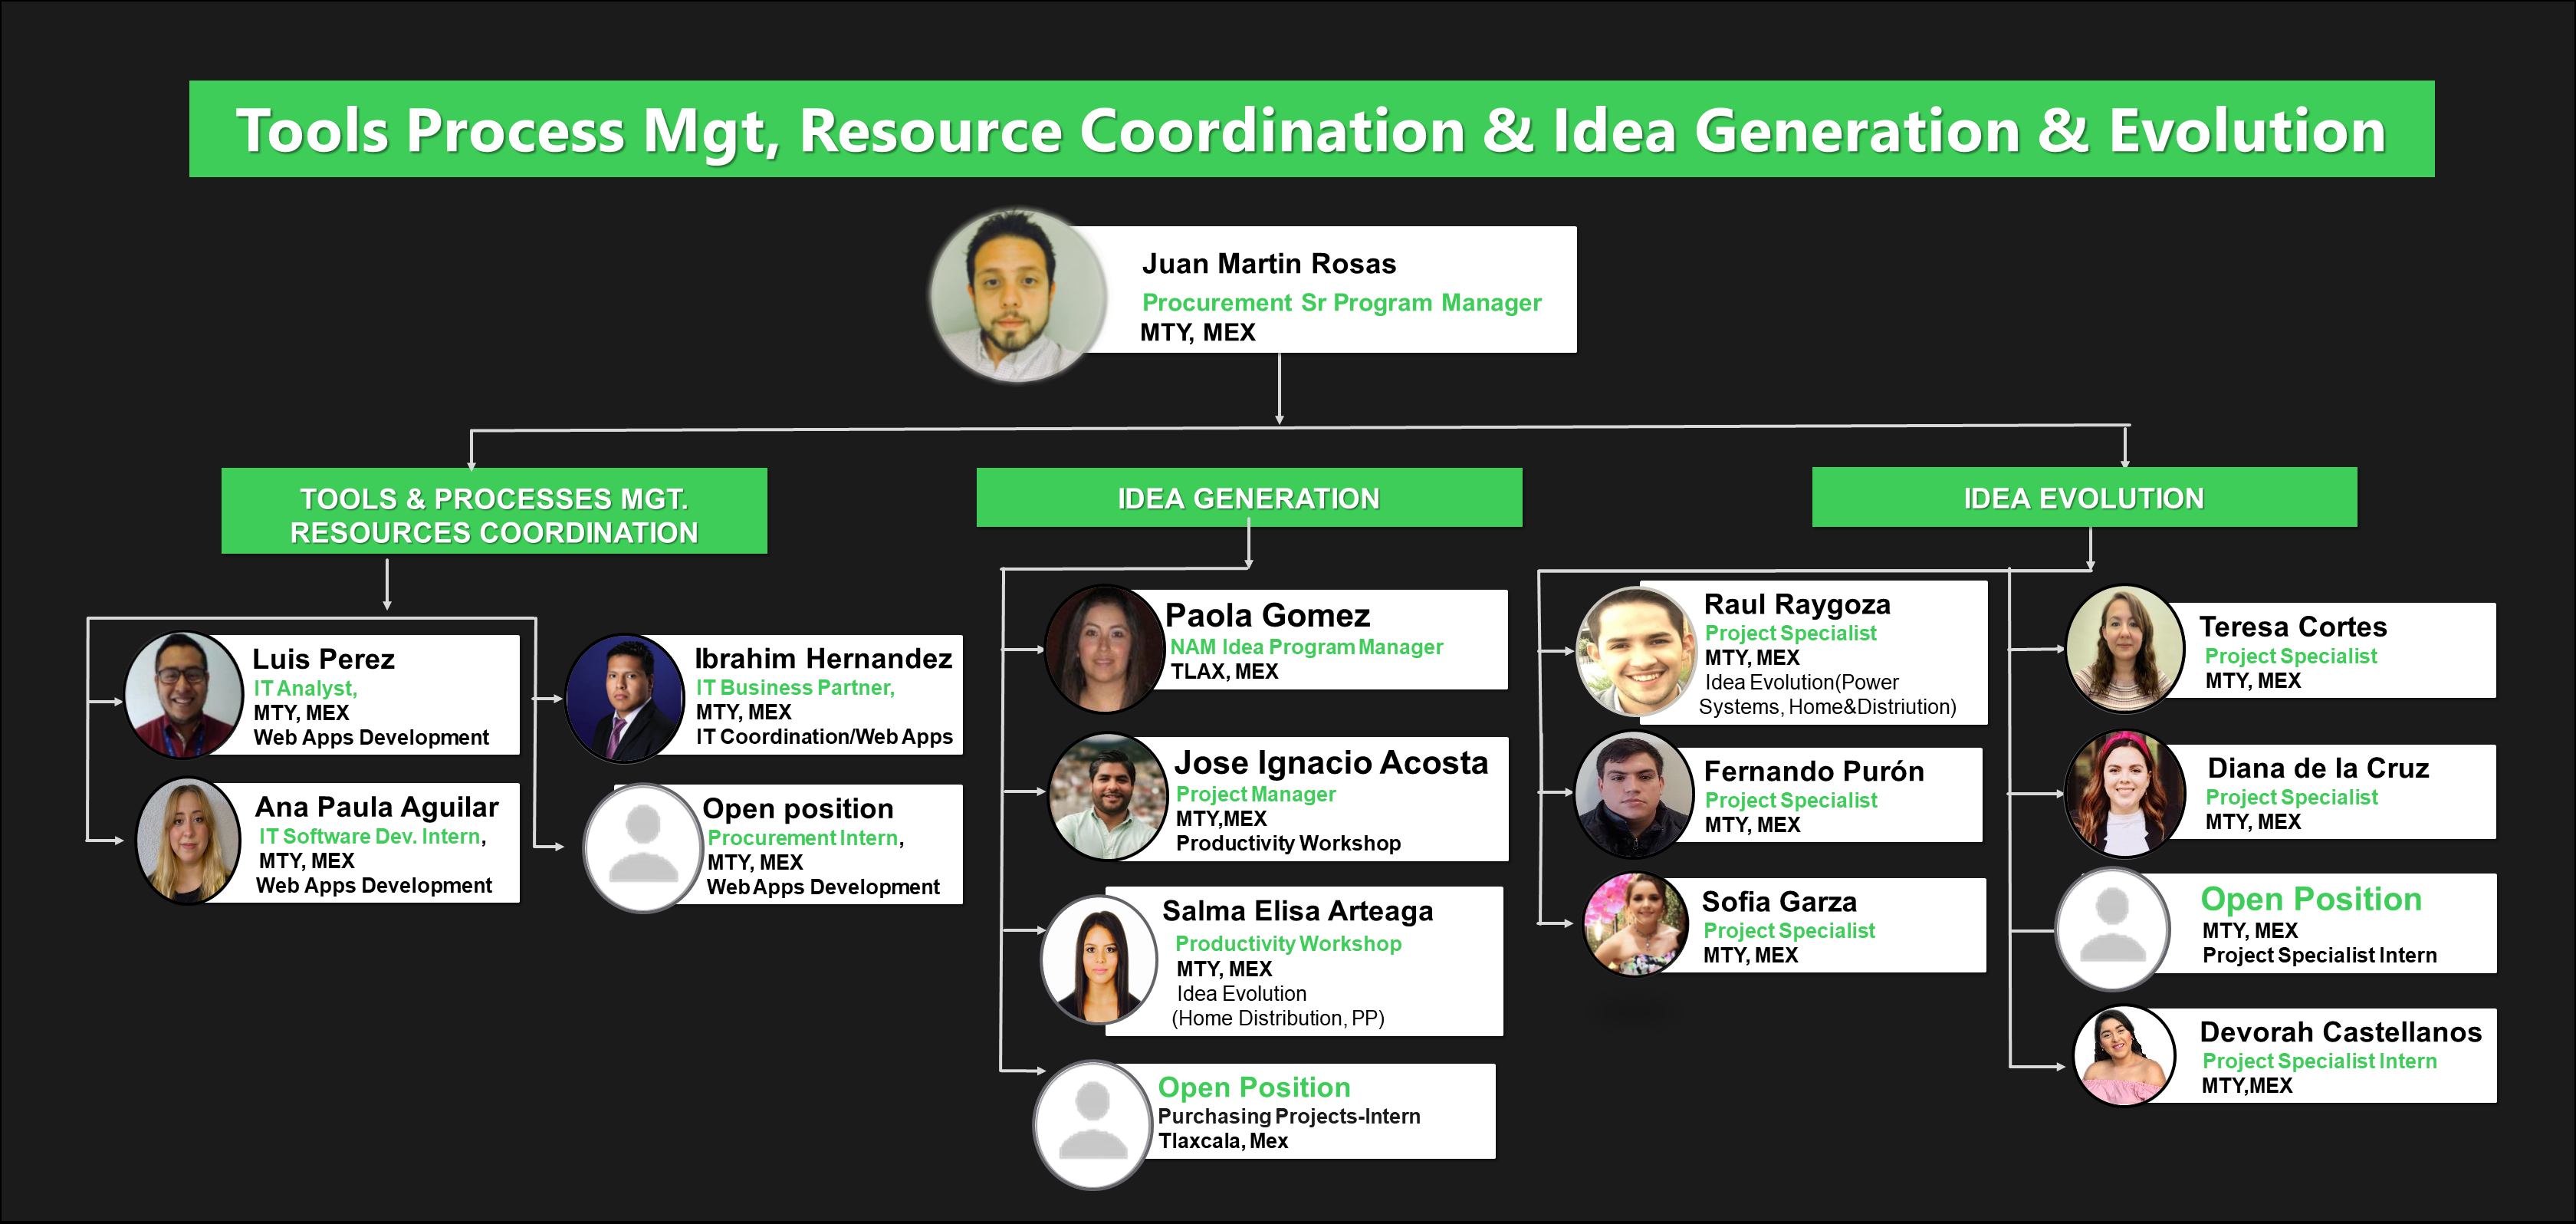 Tools Process Mgt, Resource Coordination & Idea Generation & Evolution
Juan Martin Rosas
Procurement Sr Program Manager
MTY, MEX
TOOLS & PROCESSES MGT.
RESOURCES COORDINATION
Luis Perez
IT Analyst,
MTY, MEX
Web Apps Development
Ana Paula Aguilar
IT Software Dev. Intern,
MTY, MEX
Web Apps Development
Ibrahim Hernandez
IT Business Partner,
MTY, MEX
IT Coordination/Web Apps
Open position
Procurement Intern,
MTY, MEX
Web Apps Development
IDEA GENERATION
Paola Gomez
NAM Idea Program Manager
TLAX, MEX
Jose Ignacio Acosta
Project Manager
MTY,MEX
Productivity Workshop
Salma Elisa Arteaga
Productivity Workshop
MTY, MEX
Idea Evolution
(Home Distribution, PP)
Open Position
Purchasing Projects-Intern
Tlaxcala, Mex
IDEA EVOLUTION
Raul Raygoza
Project Specialist
MTY, MEX
Idea Evolution(Power
Systems, Home&Distriution)
Fernando Purón
Project Specialist
MTY, MEX
Sofia Garza
Project Specialist
MTY, MEX
Teresa Cortes
Project Specialist
MTY, MEX
Diana de la Cruz
Project Specialist
MTY, MEX
Open Position
MTY, MEX
Project Specialist Intern
Devorah Castellanos
Project Specialist Intern
MTY,MEX